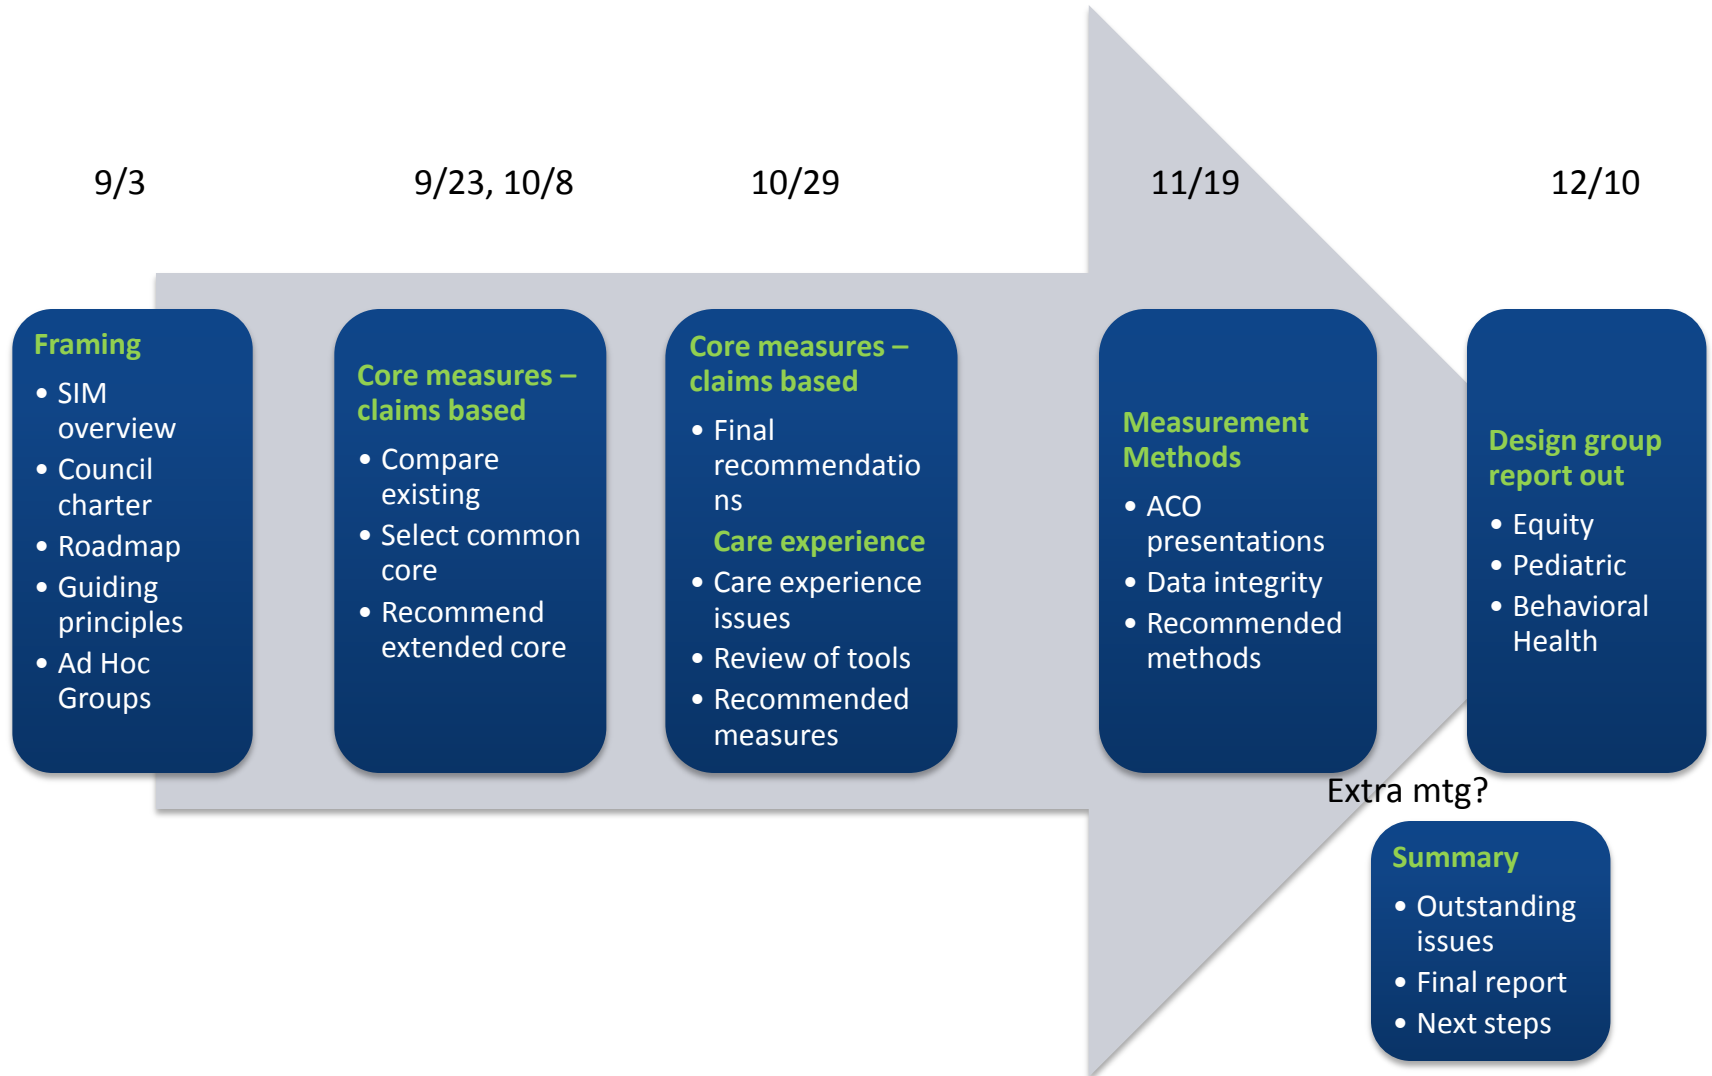 9/3
9/23, 10/8
10/29
11/19
12/10
Framing
• SIM
overview
• Council
charter
• Roadmap
• Guiding
principles
• Ad Hoc
Groups
Core measures –
claims based
• Compare
existing
• Select common
core
• Recommend
extended core
Core measures –
claims based
• Final
recommendatio
ns
Care experience
• Care experience
issues
• Review of tools
• Recommended
measures
Measurement
Methods
• ACO
presentations
• Data integrity
• Recommended
methods
Design group
report out
• Equity
• Pediatric
• Behavioral
Health
Extra mtg?
Summary
• Outstanding
issues
• Final report
• Next steps